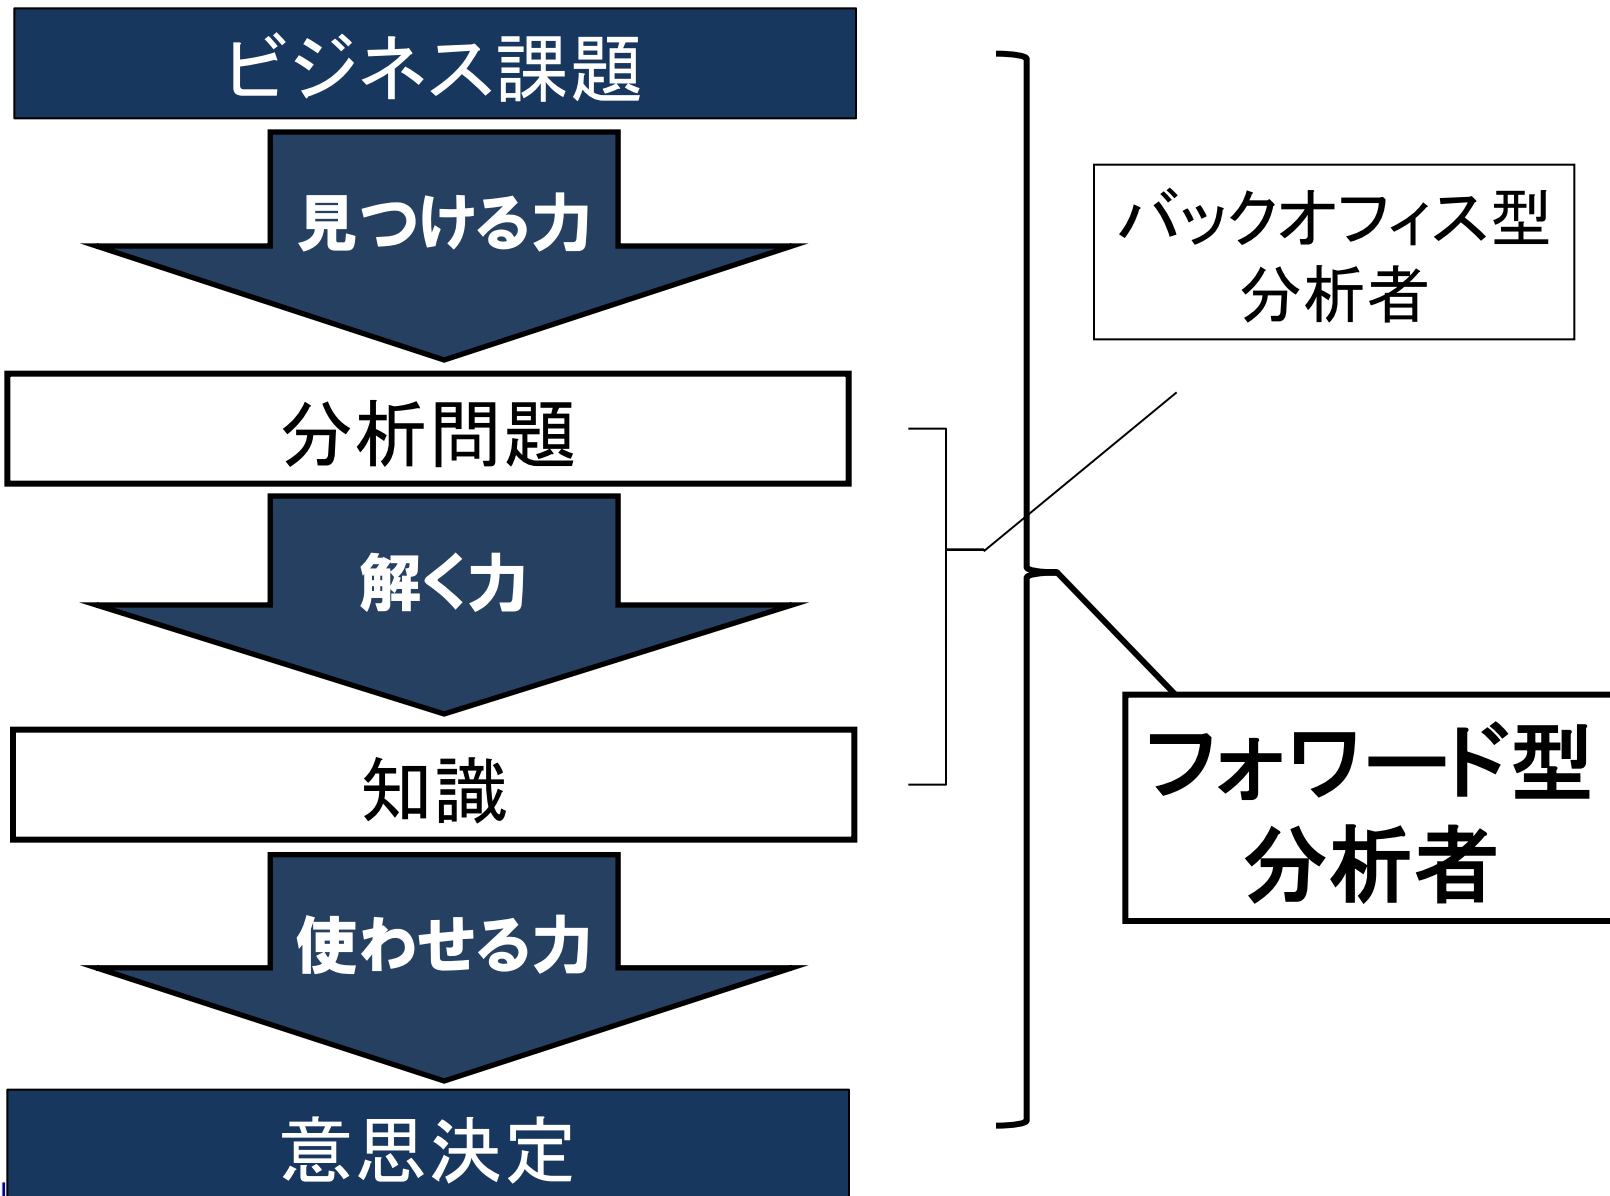 ビジネス課題
見つける力
分析問題
解く力
知識
使わせる力
意思決定
バックオフィス型
分析者
フォワード型
分析者